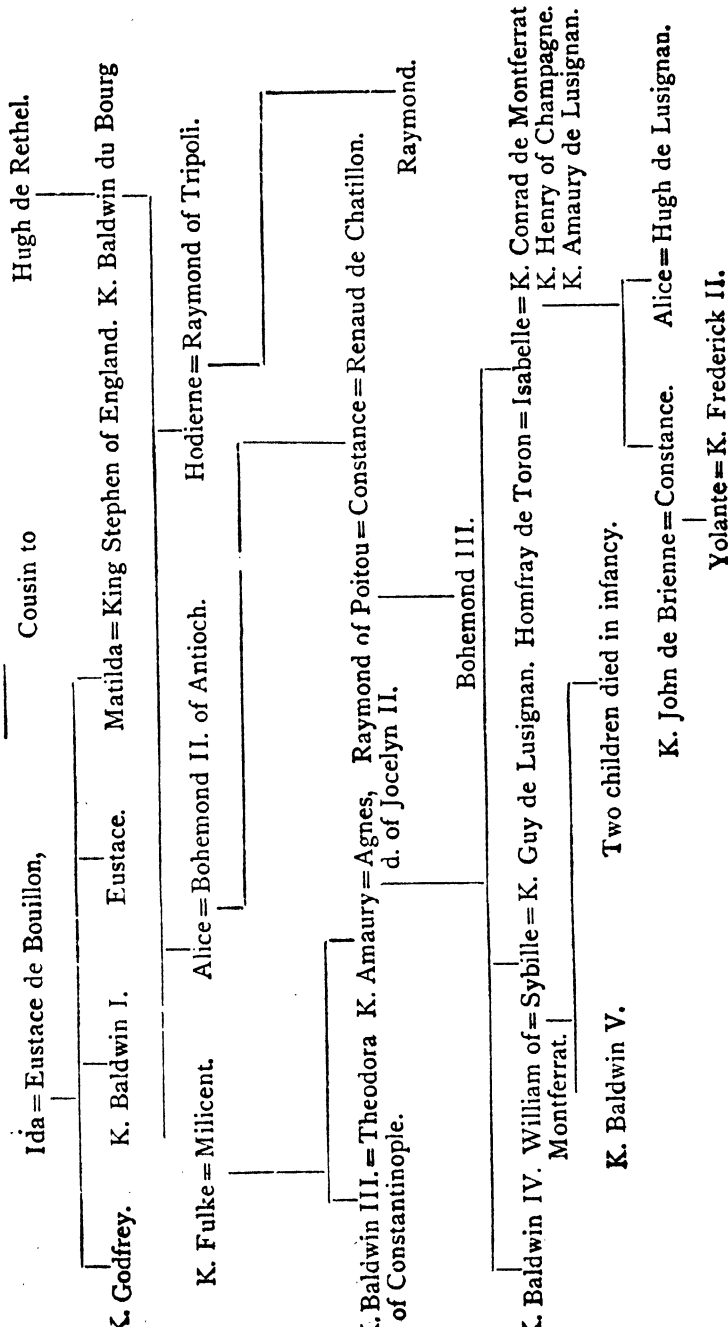 Ida=Eustace de Bouillon, Cousin to Hugh de Rethel.
K. Godfrey. K. Baldwin I. Eustace. Matilda=King Stephen of England. K. Baldwin du Bourg
K. Fulke=Milicent. Alice=Bohemond II. of Antioch. Hodierne=Raymond of Tripoli.
K. Baldwin III.=Theodora K. Amaury=Agnes, Raymond of Poitou=Constance=Renaud de Chatillon.
of Constantinople. d. of Jocelyn II. Raymond.
Bohemond III.
K. Baldwin IV. William of=Sybille=K. Guy de Lusignan. Homfray de Toron=Isabelle=K. Conrad de Montferrat
Montferrat. K. Henry of Champagne.
K. Amaury de Lusignan.
K. Baldwin V. Two children died in infancy.
K. John de Brienne=Constance. Alice=Hugh de Lusignan.
Yolante=K. Frederick II.